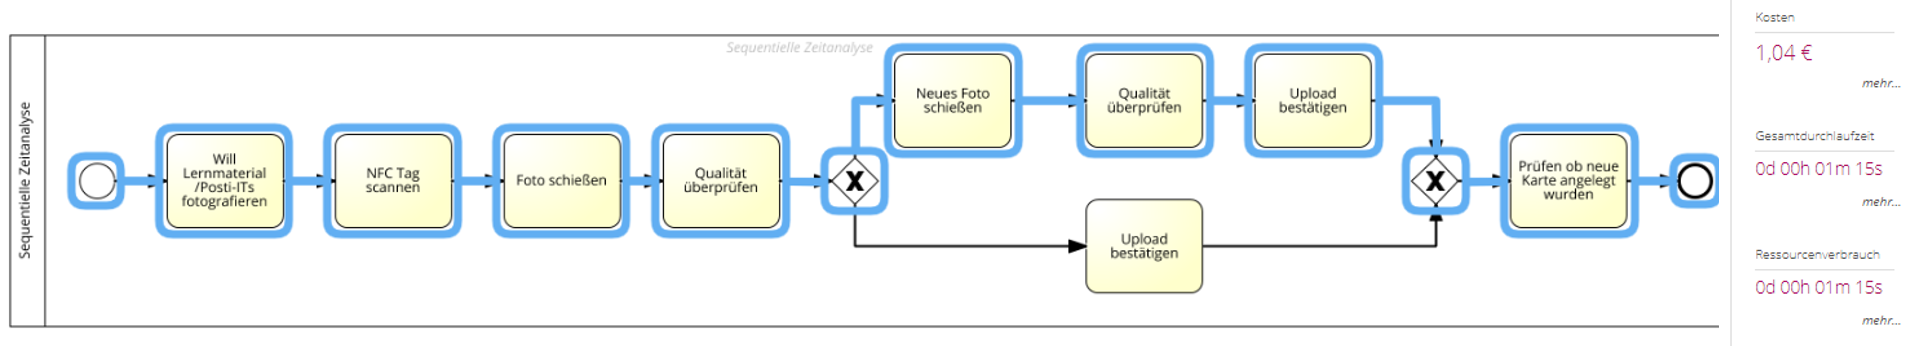 Sequentielle Zeitanalyse
Sequentielle Zeitanalyse
Will
Lernmaterial
/Posti-ITs
fotografieren
NFC Tag
scannen
Foto schießen
Qualität
überprüfen
X
Neues Foto
schießen
Qualität
überprüfen
Upload
bestätigen
Upload
bestätigen
X
Prüfen ob neue
Karte angelegt
wurden
Kosten
1,04 €
mehr...
Gesamtdurchlaufzeit
0d 00h 01m 15s
mehr...
Ressourcenverbrauch
0d 00h 01m 15s
mehr...